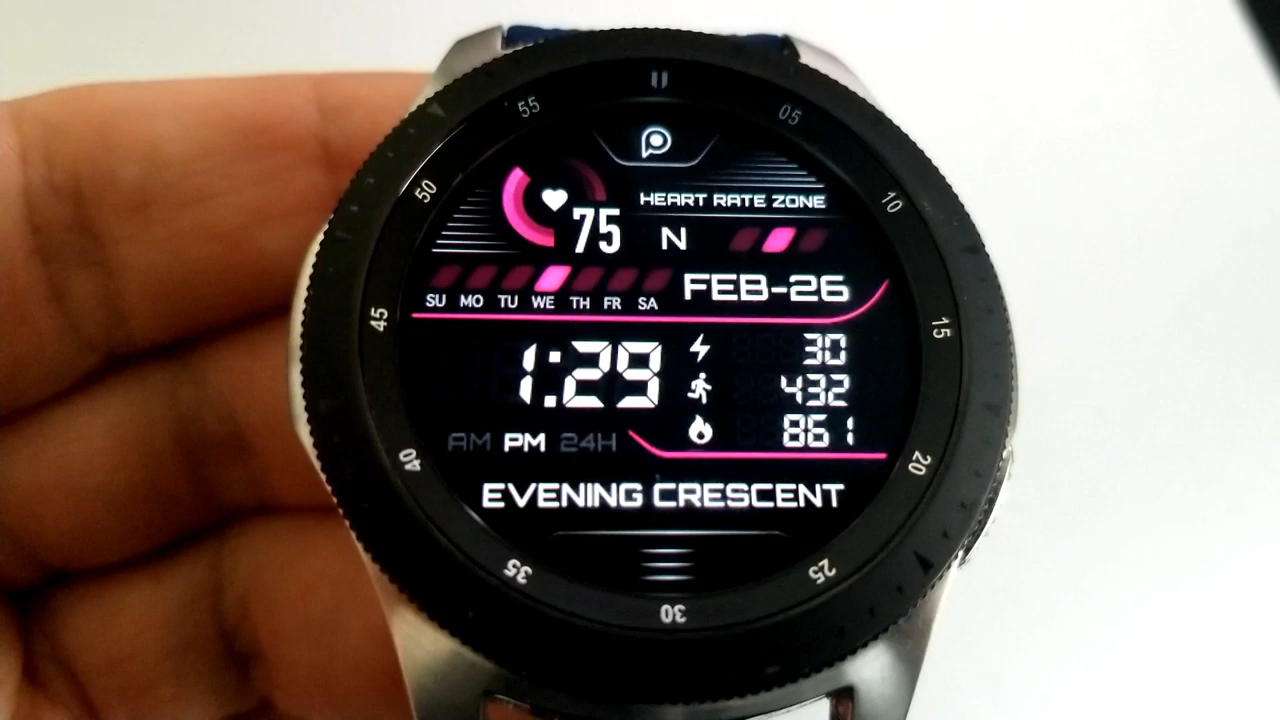 55
05
50
10
45
15
40
20
35
25
30
HEART RATE ZONE
75
N
SU MO TU WE TH FR SA
FEB-26
1:29
30
432
861
AM PM 24H
EVENING CRESCENT